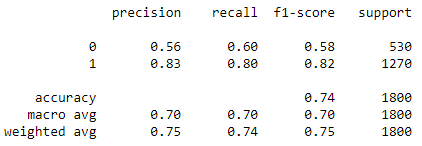 precision recall f1-score support
0 0.56 0.60 0.58 530
1 0.83 0.80 0.82 1270
accuracy 0.74 1800
macro avg 0.70 0.70 0.70 1800
weighted avg 0.75 0.74 0.75 1800